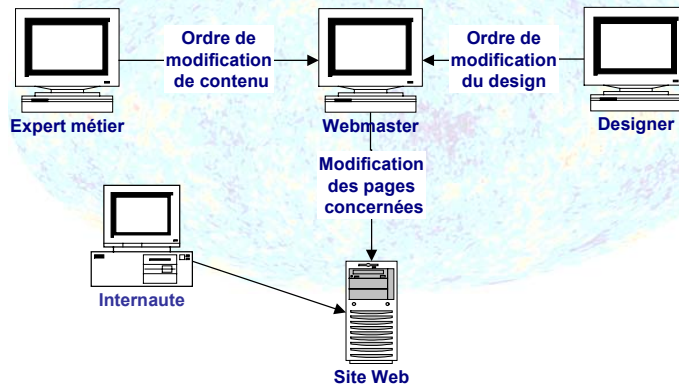 Ordre de
modification
de contenu
Ordre de
modification
du design
Expert métier
Webmaster
Designer
Modification
des pages
concernées
Internaute
Site Web